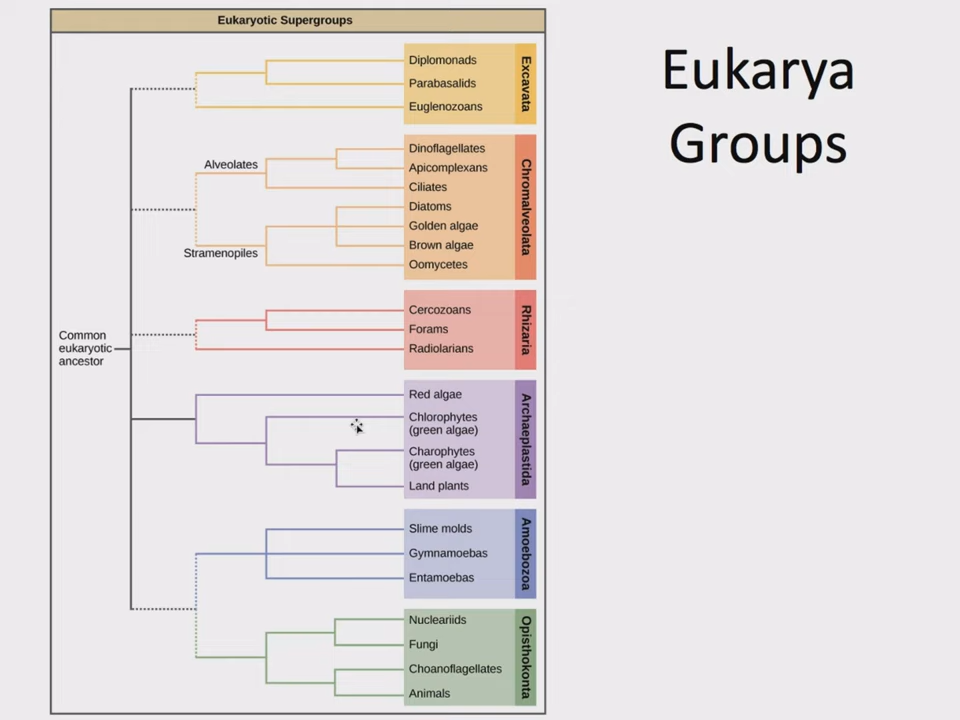 Eukaryotic Supergroups
Eukarya
Groups
Diplomonads
Parabasalids
Euglenozoans
Excavata
Alveolates
Stramenopiles
Dinoflagellates
Apicomplexans
Ciliates
Diatoms
Golden algae
Brown algae
Oomycetes
Chromalveolata
Cercozoans
Forams
Radiolarians
Rhizaria
Common
eukaryotic
ancestor
Red algae
Chlorophytes
(green algae)
Charophytes
(green algae)
Land plants
Archaeplastida
Slime molds
Gymnamoebas
Entamoebas
Amoebozoa
Nucleariids
Fungi
Choanoflagellates
Animals
Opisthokonta